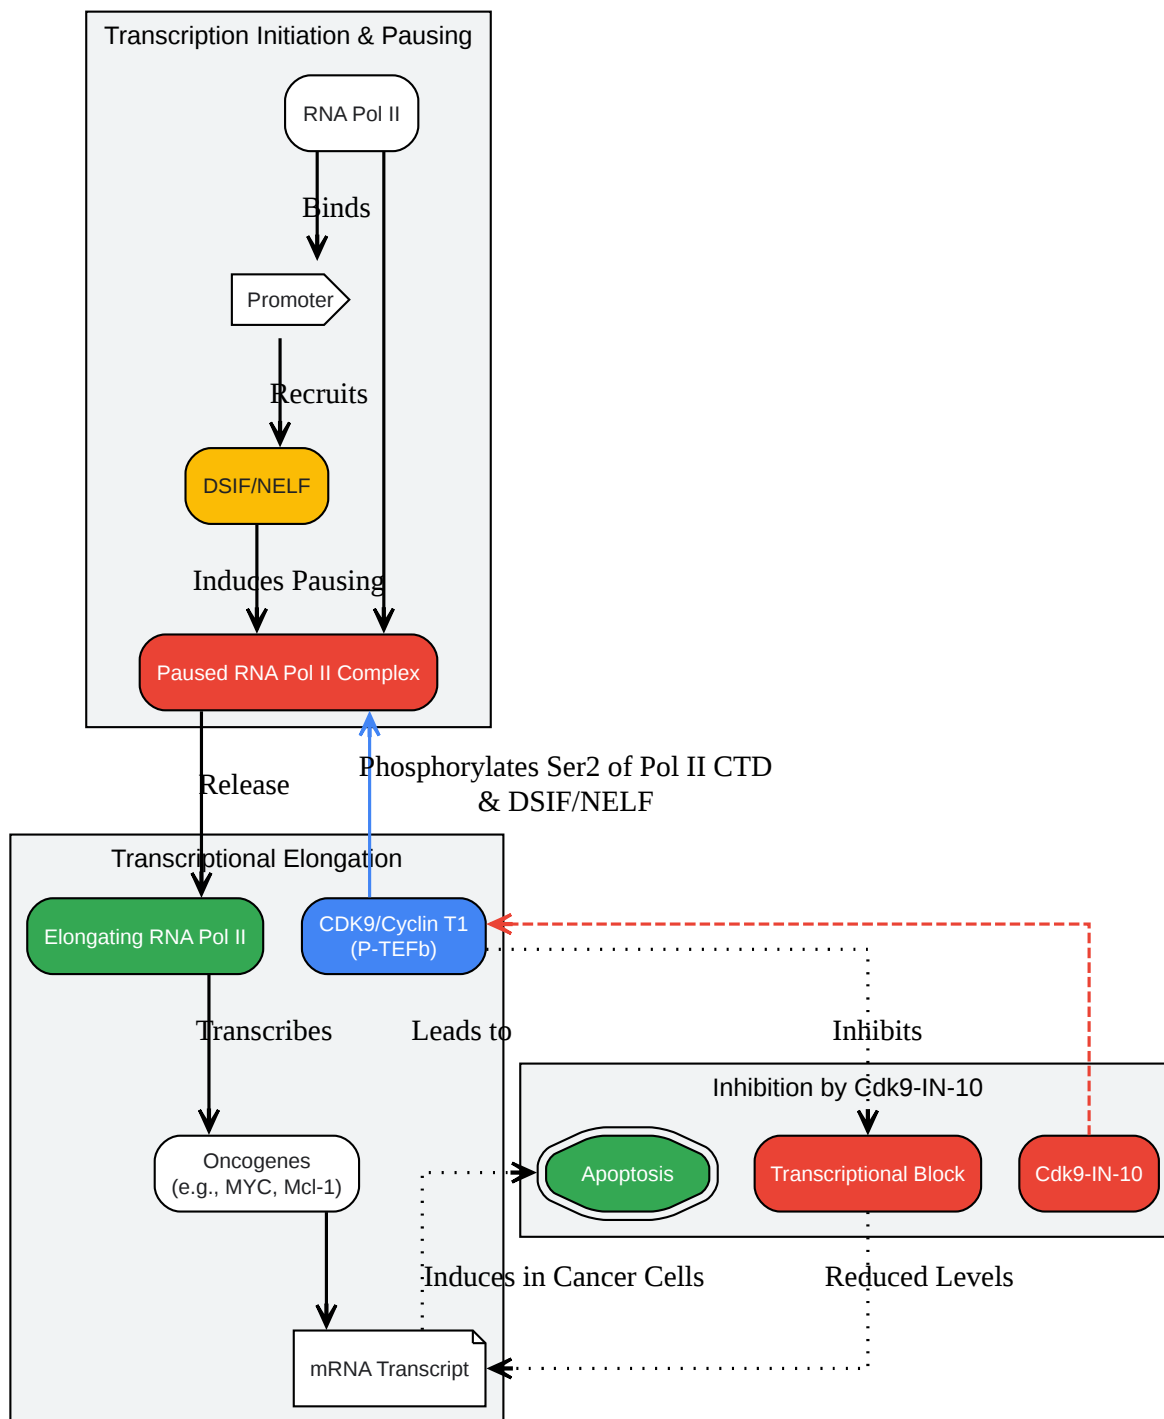 Transcription Initiation & Pausing
RNA Pol II
Binds
Promoter
Recruits
DSIF/NELF
Induces Pausing
Paused RNA Pol II Complex
Phosphorylates Ser2 of Pol II CTD
& DSIF/NELF
Release
Transcriptional Elongation
Elongating RNA Pol II
CDK9/Cyclin T1
(P-TEFb)
Transcribes
Leads to
Inhibits
Inhibition by Cdk9-IN-10
Oncogenes
(e.g., MYC, Mcl-1)
Apoptosis
Transcriptional Block
Cdk9-IN-10
Induces in Cancer Cells
Reduced Levels
mRNA Transcript